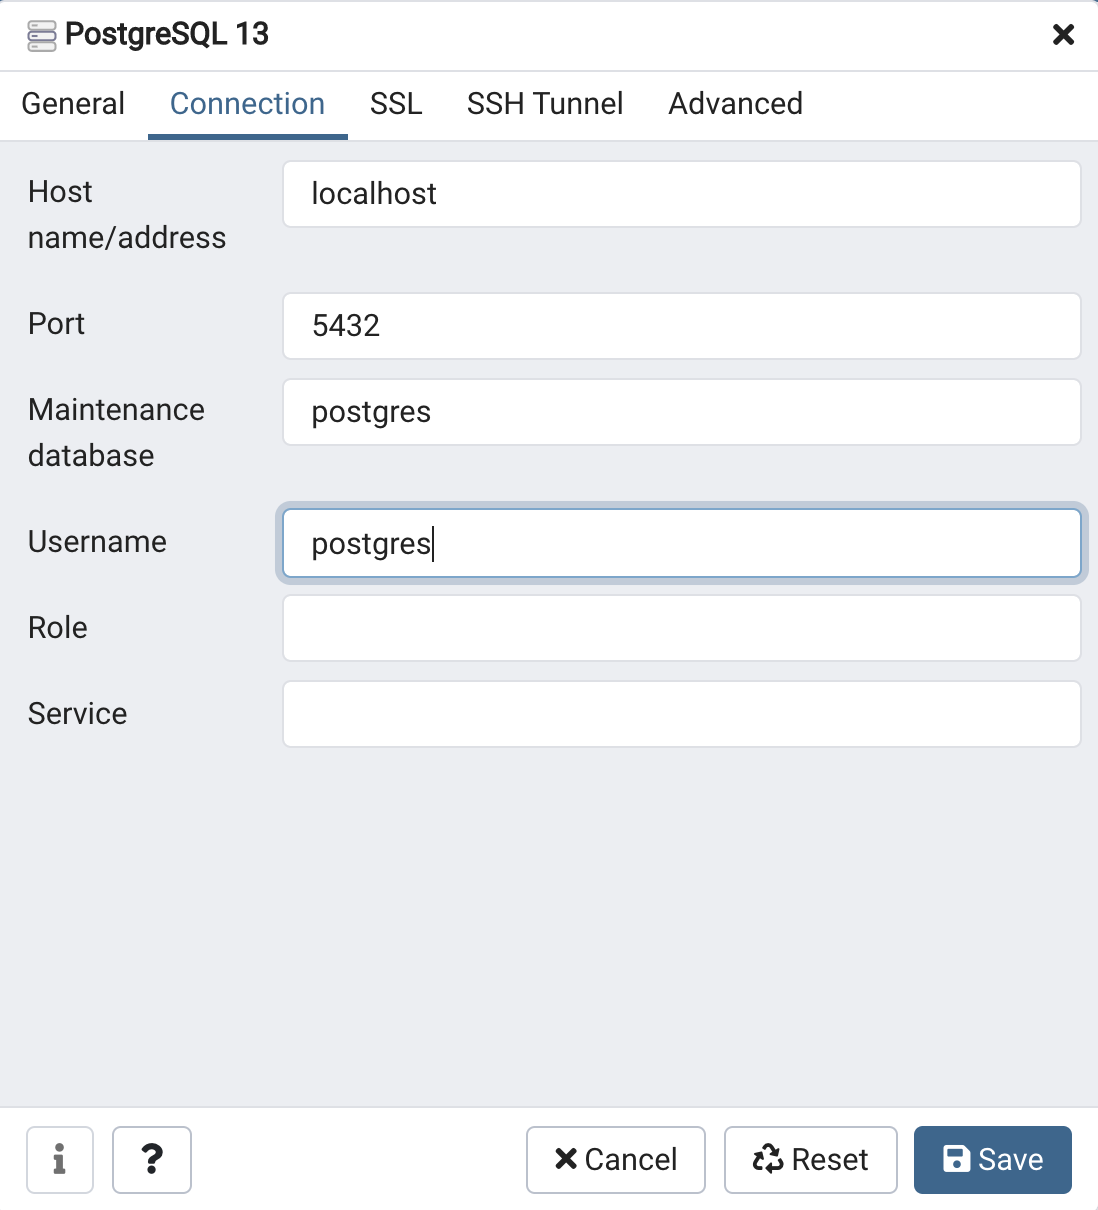 PostgreSQL 13
General Connection SSL SSH Tunnel Advanced
Host name/address
localhost
Port
5432
Maintenance database
postgres
Username
postgres
Role
Service
i ? Cancel Reset Save